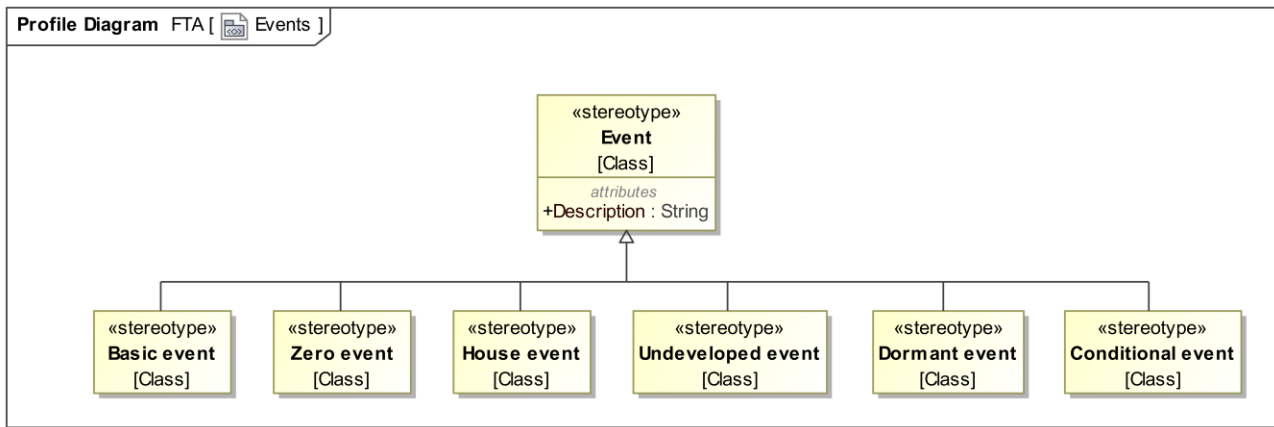 Profile Diagram FTA [ Events ]
«stereotype»
Event
[Class]
attributes
+Description : String
«stereotype»
Basic event
[Class]
«stereotype»
Zero event
[Class]
«stereotype»
House event
[Class]
«stereotype»
Undeveloped event
[Class]
«stereotype»
Dormant event
[Class]
«stereotype»
Conditional event
[Class]